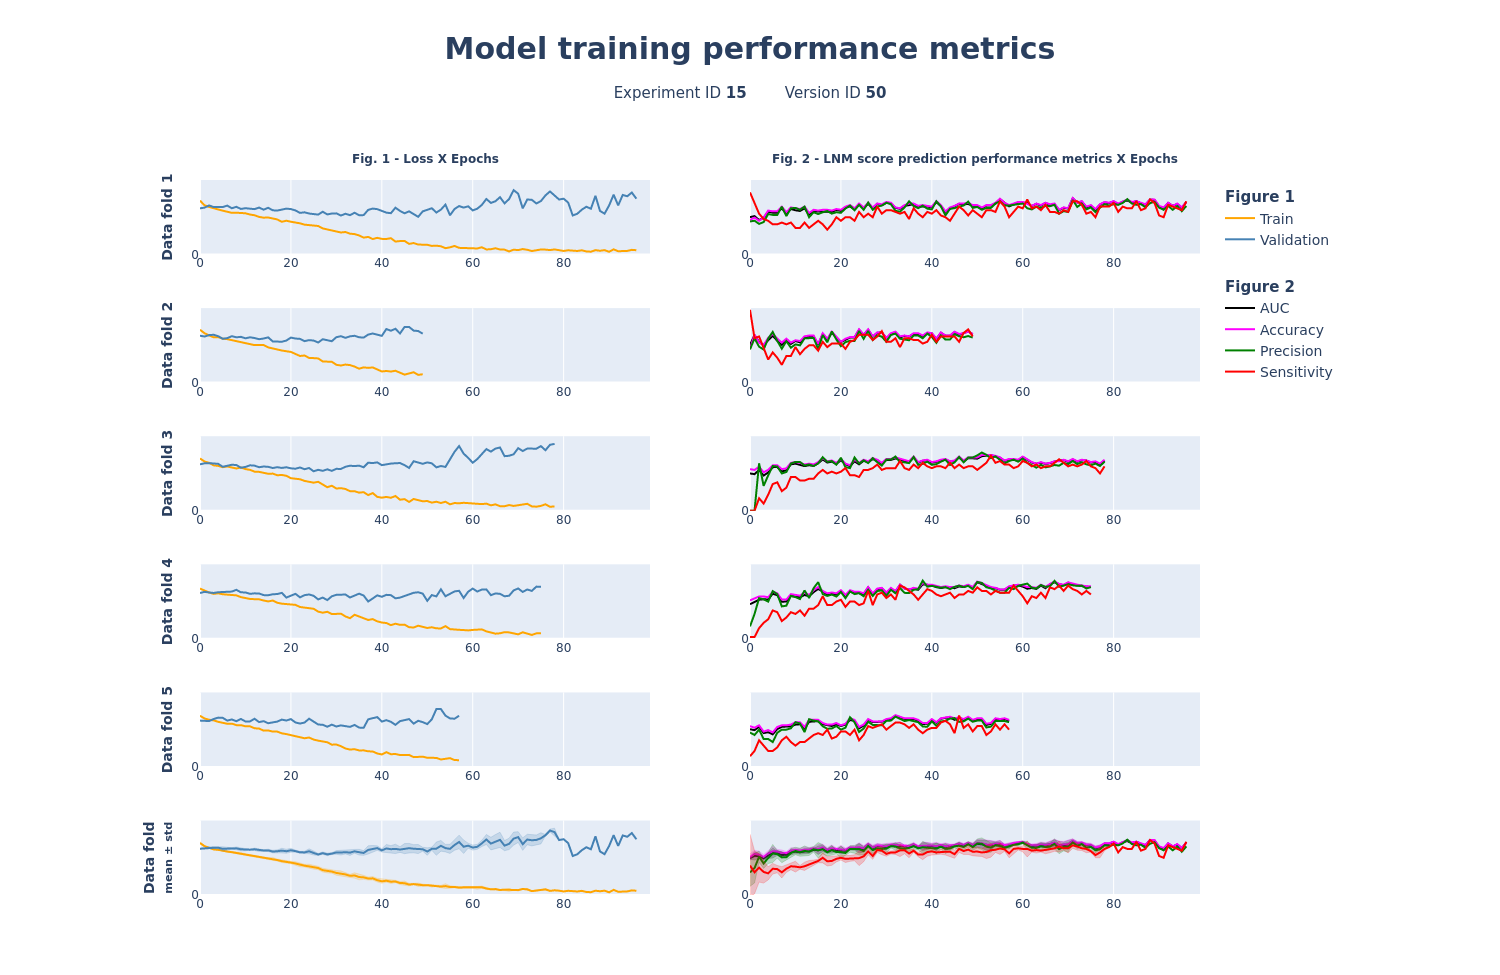 Model training performance metrics
Experiment ID 15 Version ID 50
Fig. 1 - Loss X Epochs
Fig. 2 - LNM score prediction performance metrics X Epochs
Data fold 1
0
0 20 40 60 80
0
0 20 40 60 80
Figure 1
Train
Validation
Figure 2
AUC
Accuracy
Precision
Sensitivity
Data fold 2
0
0 20 40 60 80
0
0 20 40 60 80
Data fold 3
0
0 20 40 60 80
0
0 20 40 60 80
Data fold 4
0
0 20 40 60 80
0
0 20 40 60 80
Data fold 5
0
0 20 40 60 80
0
0 20 40 60 80
Data fold
mean ± std
0
0 20 40 60 80
0
0 20 40 60 80